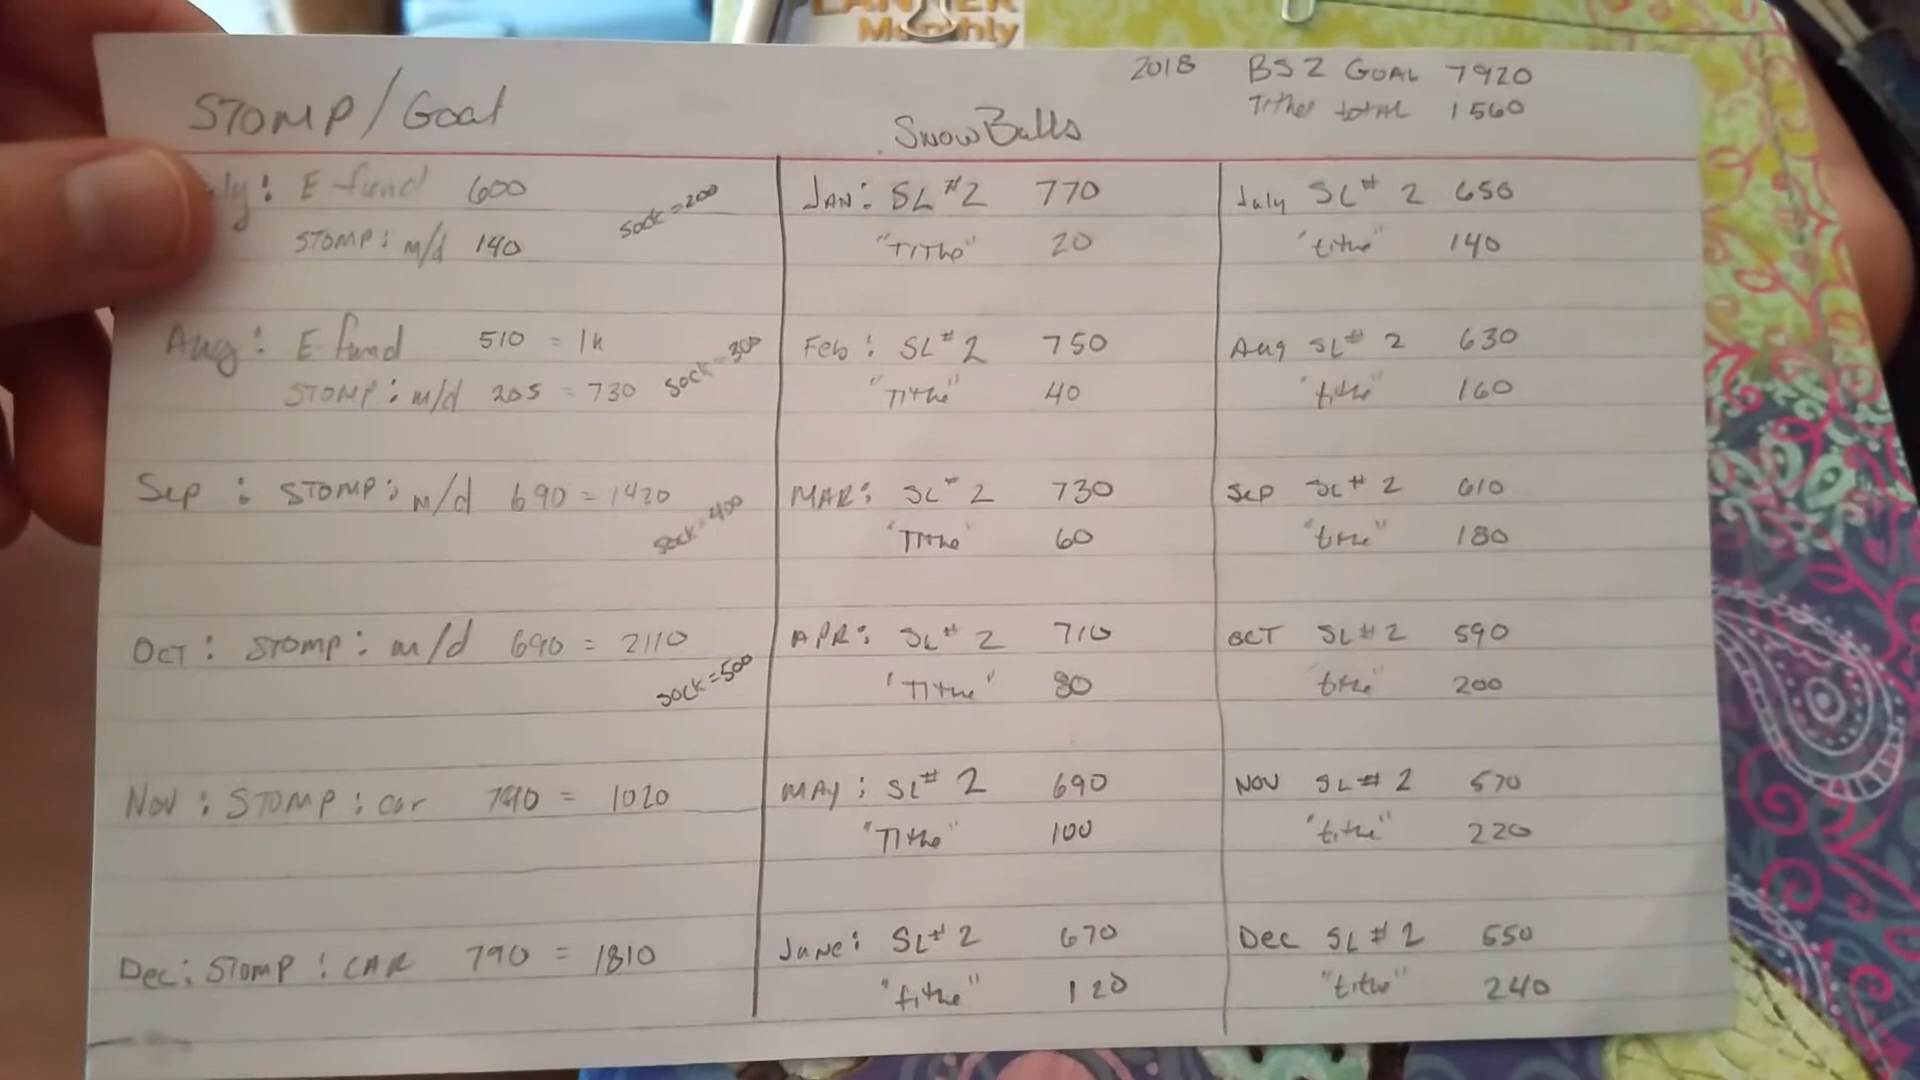 Monthly
2018 BS2 GOAL 7920
Tithes total 1560
STOMP/Goal
SnowBalls
ly: E fund 600
sock=200
STOMP: m/d 140
Aug: E fund 510 = 1k
sock=300
STOMP: m/d 205 = 730
Sep: STOMP: m/d 690 = 1420
sock=400
Oct: STOMP: m/d 690 = 2110
sock=500
Nov: STOMP: car 790 = 1020
Dec: STOMP: CAR 790 = 1810
JAN: SL #2 770
"TITHe" 20
Feb: SL #2 750
"Tithe" 40
MAR: SL #2 730
"Tithe" 60
APR: SL #2 710
"Tithe" 80
MAy: SL #2 690
"Tithe" 100
June: SL #2 670
"tithe" 120
July SL #2 650
"tithe" 140
Aug SL #2 630
"tithe" 160
Sep SL #2 610
"tithe" 180
OCT SL #2 590
"tithe" 200
NOV SL #2 570
"tithe" 220
Dec SL #2 550
"tithe" 240